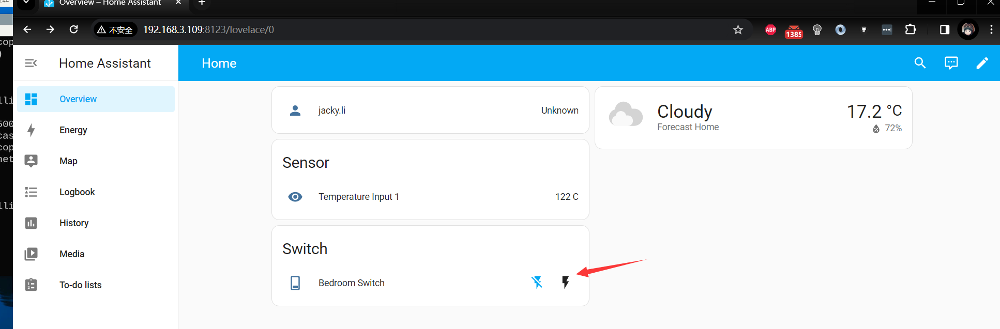 Overview – Home Assistant
不安全 192.168.3.109:8123/lovelace/0
ABP
1385
Home Assistant
Home
Overview
Energy
Map
Logbook
History
Media
To-do lists
jacky.li
Unknown
Sensor
Temperature Input 1
122 C
Switch
Bedroom Switch
Cloudy
Forecast Home
17.2 °C
72%